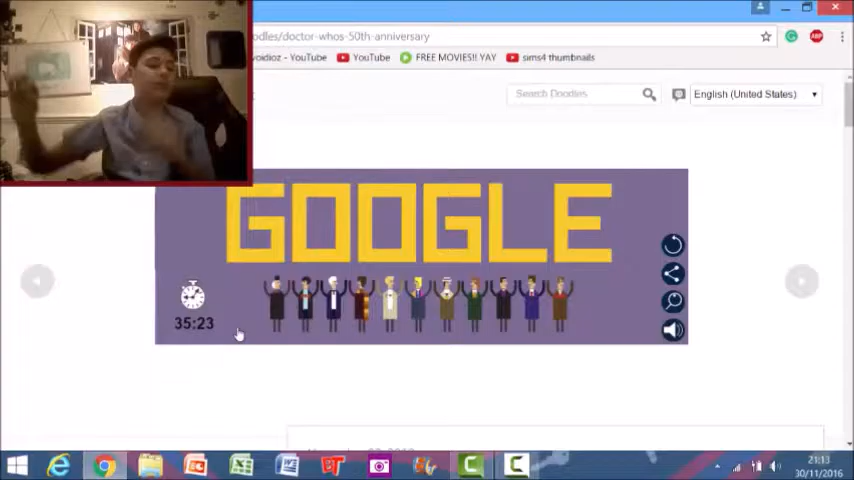 odles/doctor-whos-50th-anniversary
voidioz - YouTube YouTube FREE MOVIES!! YAY sims4 thumbnails
Search Doodles English (United States)
GOOGLE
35:23
21:13
30/11/2016